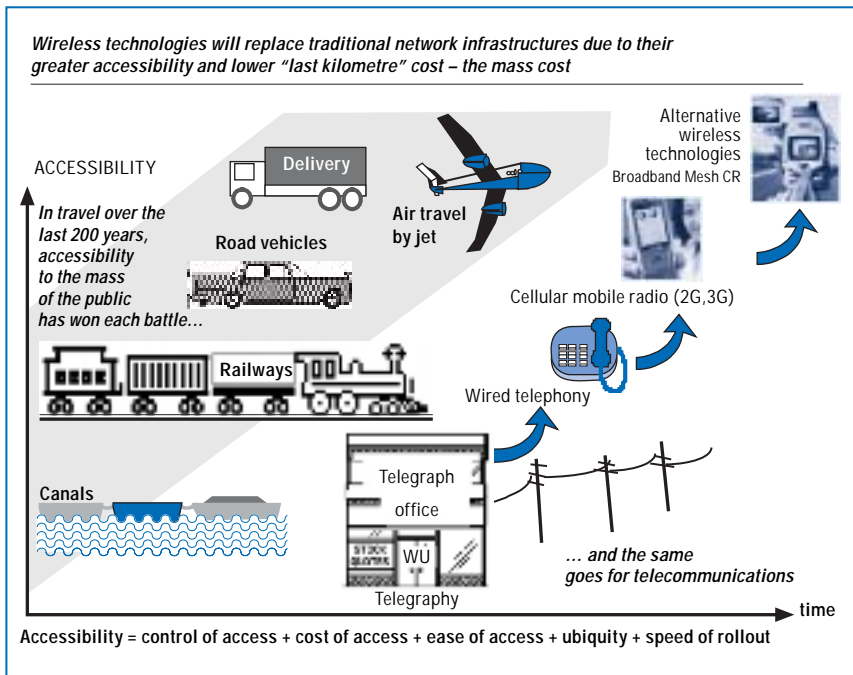 Wireless technologies will replace traditional network infrastructures due to their
greater accessibility and lower “last kilometre” cost – the mass cost
ACCESSIBILITY
In travel over the
last 200 years,
accessibility
to the mass
of the public
has won each battle…
Delivery
Road vehicles
Air travel
by jet
Alternative
wireless
technologies
Broadband Mesh CR
Cellular mobile radio (2G,3G)
Railways
Wired telephony
Canals
Telegraph
office
STOCK
QUOTES
WU
Telegraphy
… and the same
goes for telecommunications
time
Accessibility = control of access + cost of access + ease of access + ubiquity + speed of rollout